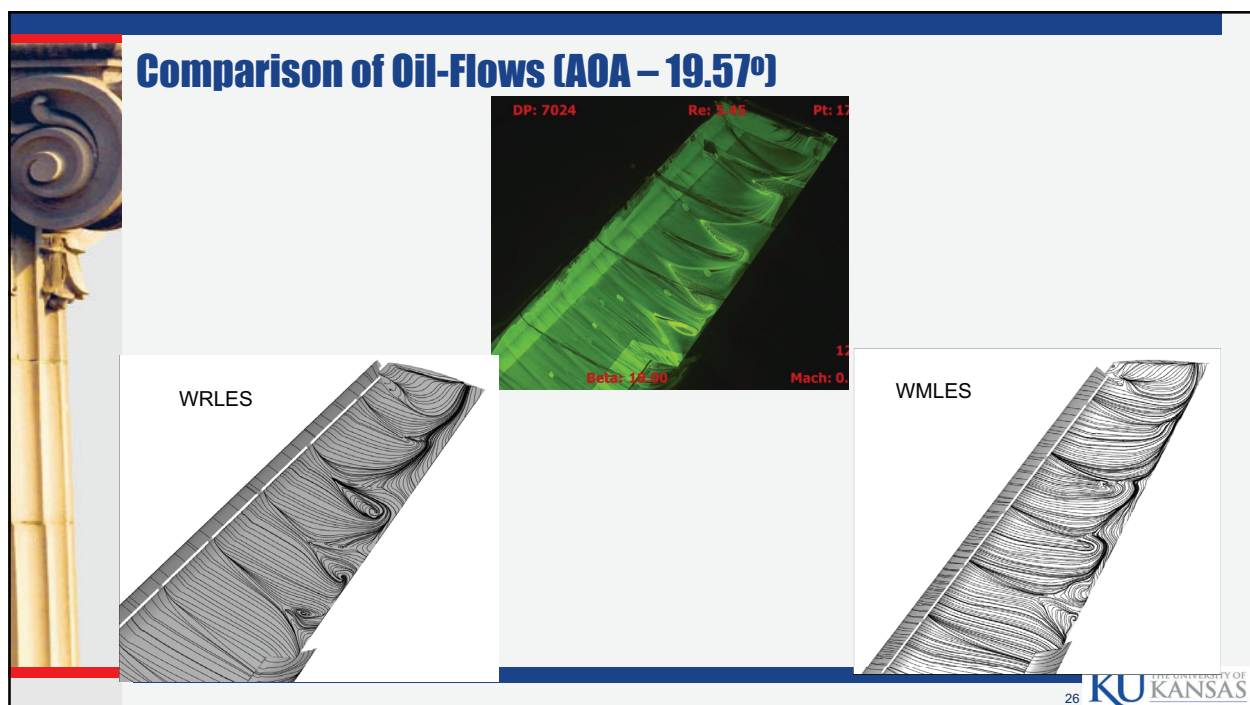 Comparison of Oil-Flows (AOA – 19.57º)
DP: 7024 Re: 5.45 Pt: 17
12
Beta: 18.00 Mach: 0.
WRLES
WMLES
26
KU THE UNIVERSITY OF
KANSAS